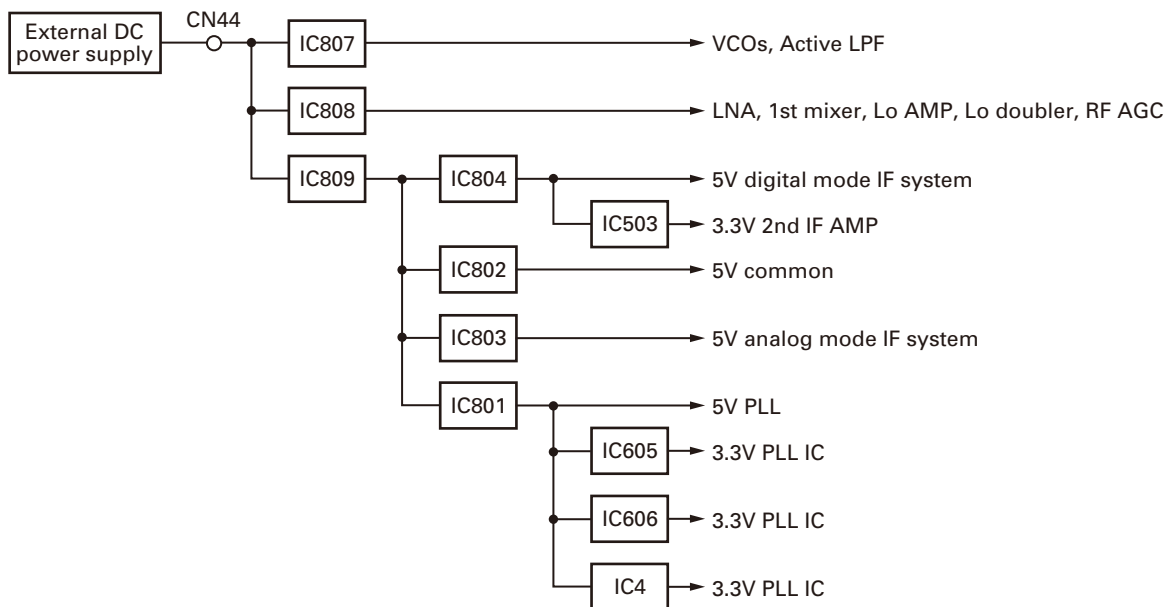 External DC
power supply
CN44
IC807
VCOs, Active LPF
IC808
LNA, 1st mixer, Lo AMP, Lo doubler, RF AGC
IC809
IC804
5V digital mode IF system
IC503
3.3V 2nd IF AMP
IC802
5V common
IC803
5V analog mode IF system
IC801
5V PLL
IC605
3.3V PLL IC
IC606
3.3V PLL IC
IC4
3.3V PLL IC